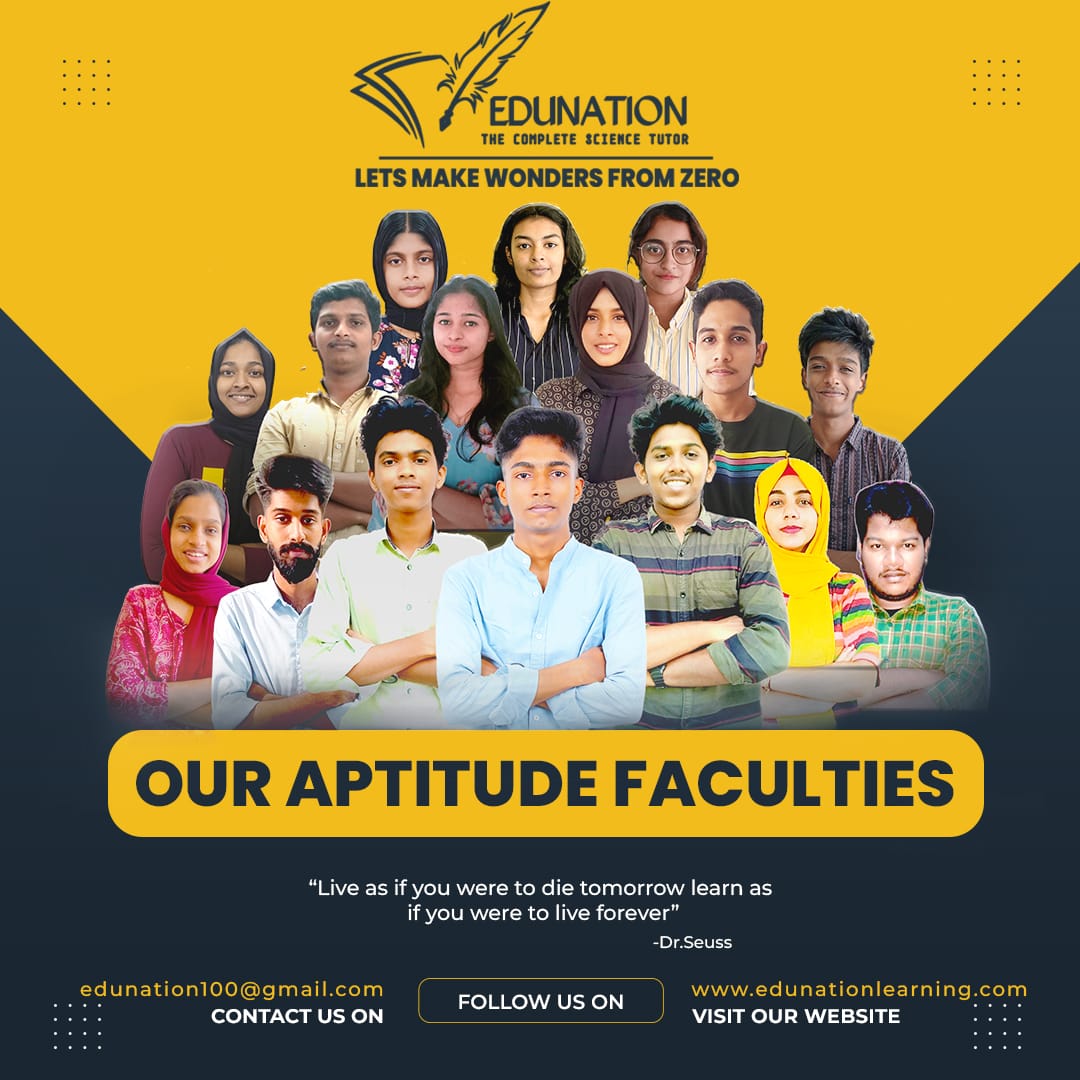 EDUNATION
THE COMPLETE SCIENCE TUTOR
LETS MAKE WONDERS FROM ZERO
OUR APTITUDE FACULTIES
“Live as if you were to die tomorrow learn as
if you were to live forever”
-Dr.Seuss
edunation100@gmail.com
CONTACT US ON
FOLLOW US ON
www.edunationlearning.com
VISIT OUR WEBSITE